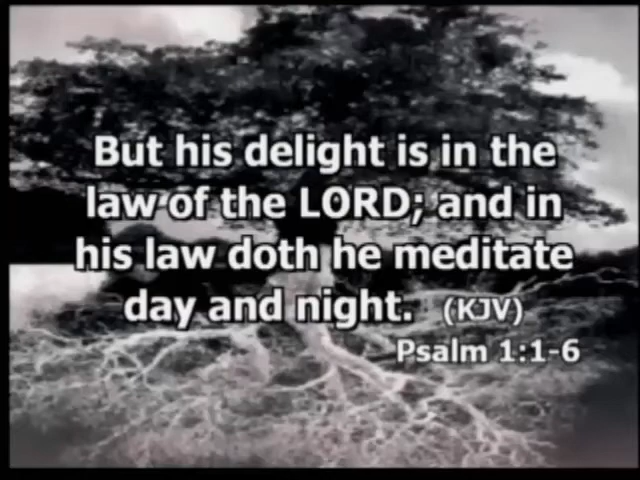 But his delight is in the
law of the LORD; and in
his law doth he meditate
day and night. (KJV)
Psalm 1:1-6